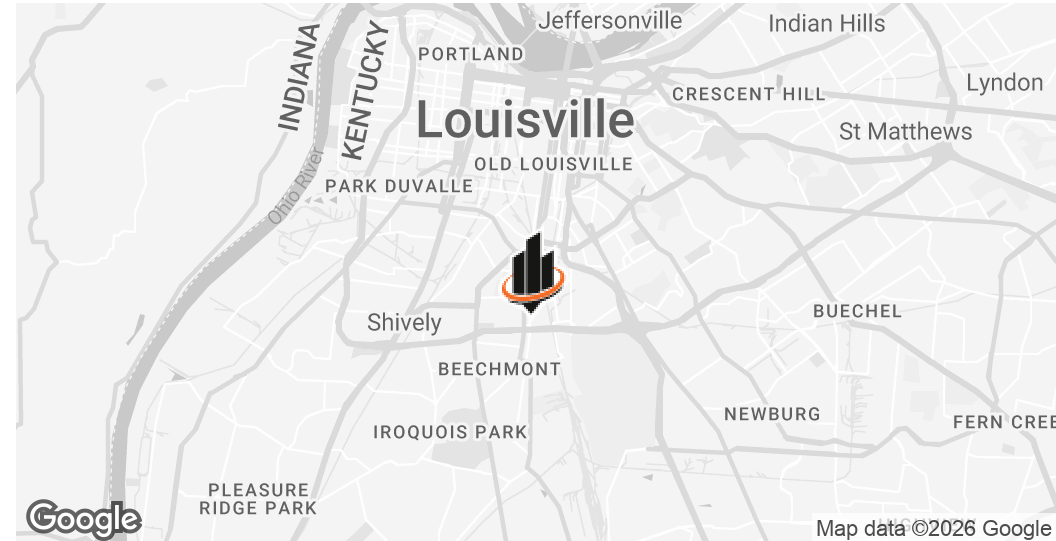 Jeffersonville
Indian Hills
PORTLAND
INDIANA
KENTUCKY
Lyndon
CRESCENT HILL
Louisville
St Matthews
OLD LOUISVILLE
PARK DUVALLE
Ohio River
BUECHEL
Shively
BEECHMONT
NEWBURG
FERN CREE
IROQUOIS PARK
PLEASURE
RIDGE PARK
Google
Map data ©2026 Google